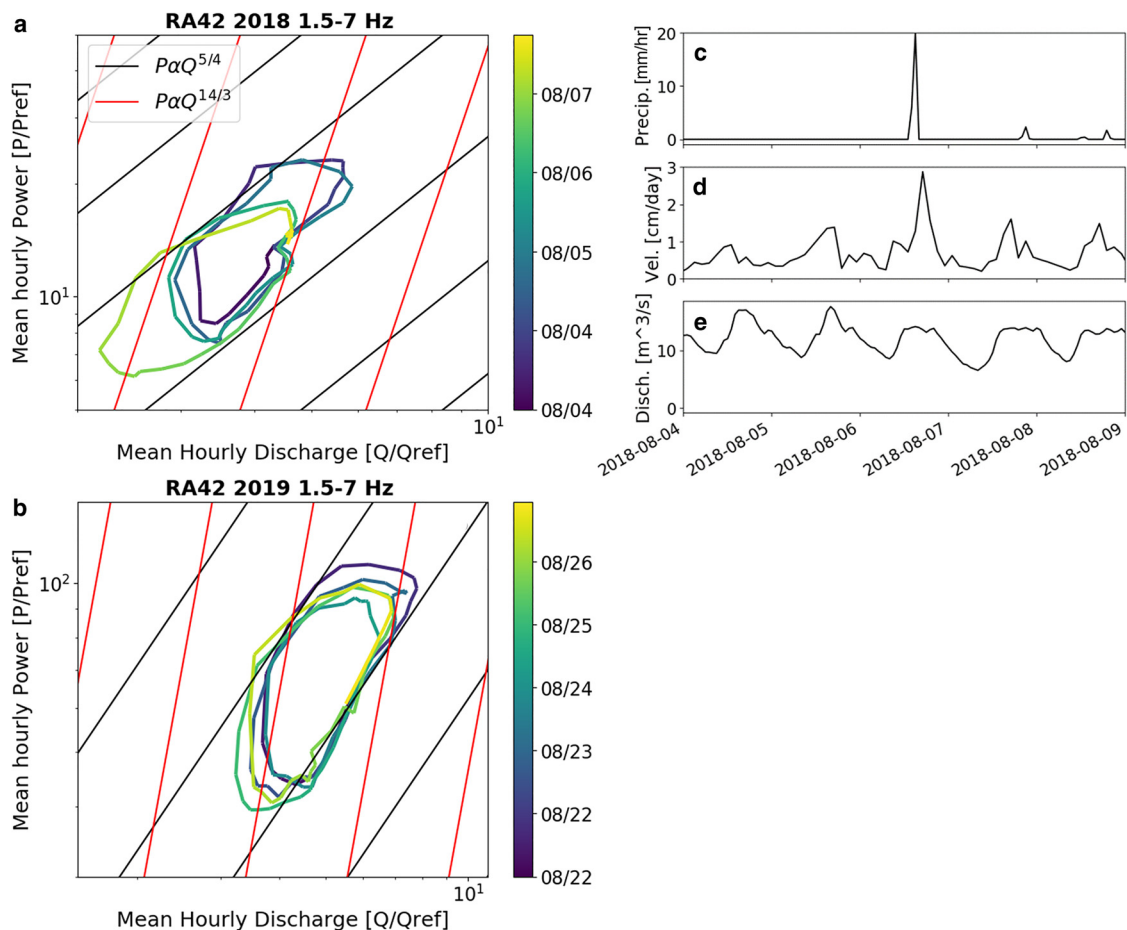 a
RA42 2018 1.5-7 Hz
PαQ^5/4
PαQ^14/3
Mean hourly Power [P/Pref]
10^1
10^1
Mean Hourly Discharge [Q/Qref]
08/07
08/06
08/05
08/04
08/04
b
RA42 2019 1.5-7 Hz
Mean hourly Power [P/Pref]
10^2
10^1
Mean Hourly Discharge [Q/Qref]
08/26
08/25
08/24
08/23
08/22
08/22
c
Precip. [mm/hr]
20
10
0
d
Vel. [cm/day]
3
2
1
0
e
Disch. [m^3/s]
10
0
2018-08-04
2018-08-05
2018-08-06
2018-08-07
2018-08-08
2018-08-09